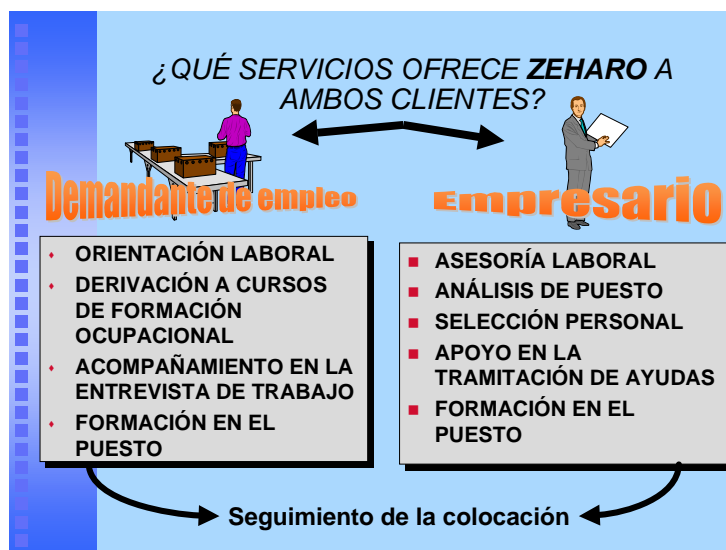 ¿QUÉ SERVICIOS OFRECE ZEHARO A
AMBOS CLIENTES?
Demandante de empleo
ORIENTACIÓN LABORAL
DERIVACIÓN A CURSOS
DE FORMACIÓN
OCUPACIONAL
ACOMPAÑAMIENTO EN LA
ENTREVISTA DE TRABAJO
FORMACIÓN EN EL
PUESTO
Empresario
ASESORÍA LABORAL
ANÁLISIS DE PUESTO
SELECCIÓN PERSONAL
APOYO EN LA
TRAMITACIÓN DE AYUDAS
FORMACIÓN EN EL
PUESTO
Seguimiento de la colocación